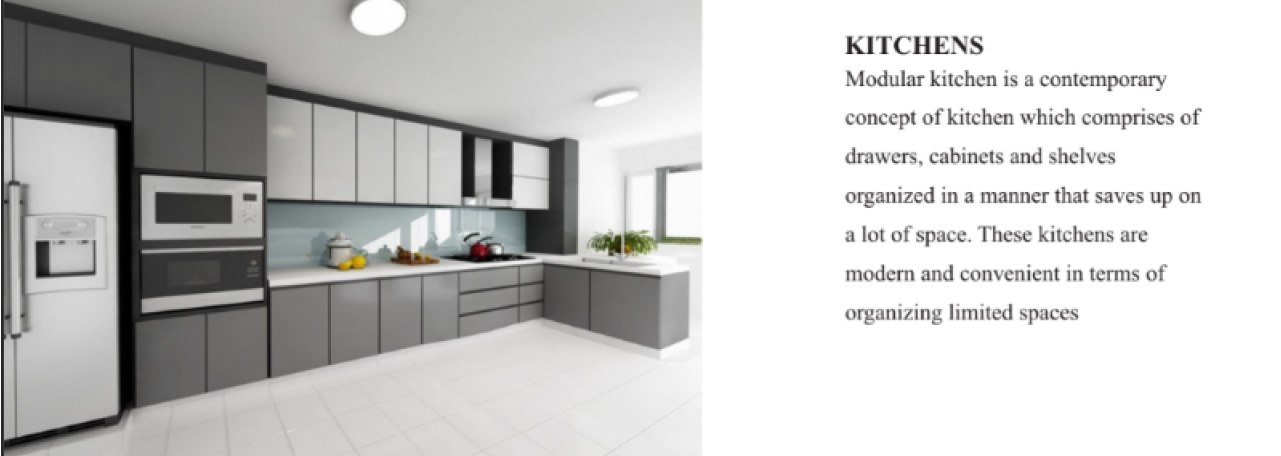 KITCHENS
Modular kitchen is a contemporary
concept of kitchen which comprises of
drawers, cabinets and shelves
organized in a manner that saves up on
a lot of space. These kitchens are
modern and convenient in terms of
organizing limited spaces